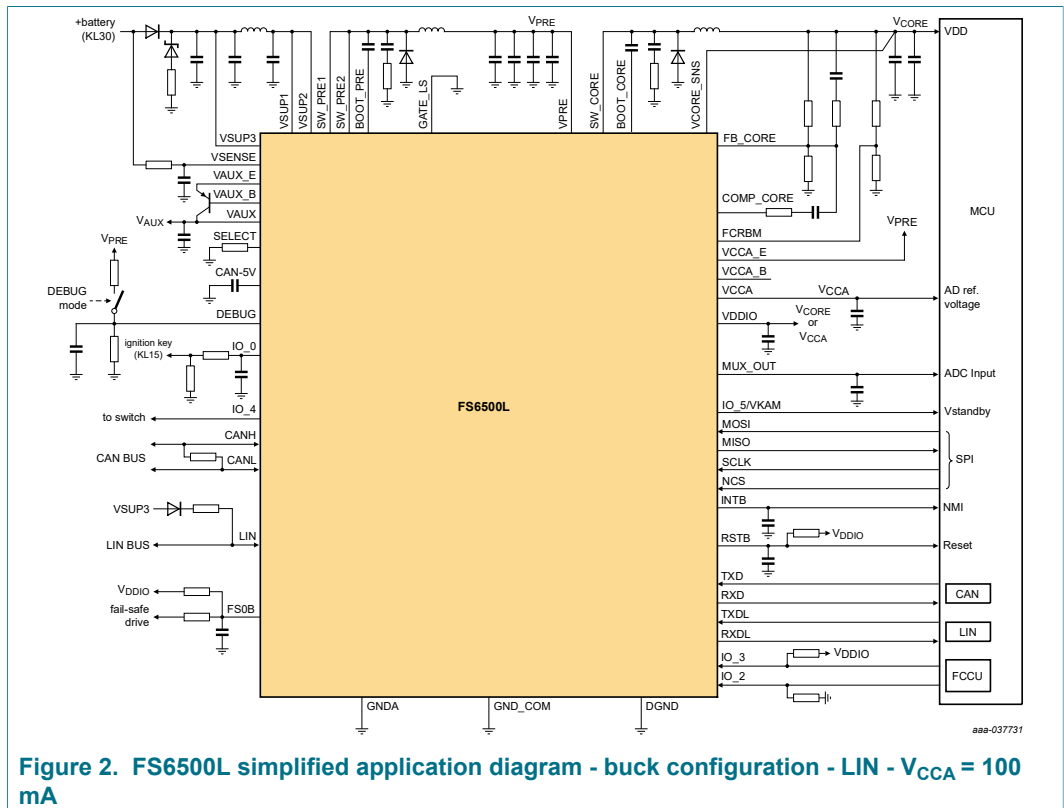 +battery
(KL30)
VPRE
VCORE
VDD
VSUP1
VSUP2
SW_PRE1
SW_PRE2
BOOT_PRE
GATE_LS
VPRE
SW_CORE
BOOT_CORE
VCORE_SNS
VSUP3
VSENSE
VAUX_E
VAUX_B
VAUX
VAUX
SELECT
VPRE
CAN-5V
DEBUG
mode
DEBUG
ignition key
(KL15)
IO_0
to switch
IO_4
CANH
CAN BUS
CANL
VSUP3
LIN
LIN BUS
VDDIO
fail-safe
drive
FS0B
FS6500L
GNDA
GND_COM
DGND
FB_CORE
COMP_CORE
MCU
VPRE
FCRBM
VCCA_E
VCCA_B
VCCA
VCCA
AD ref.
voltage
VDDIO
VCORE
or
VCCA
MUX_OUT
ADC Input
IO_5/VKAM
Vstandby
MOSI
MISO
SCLK
NCS
SPI
INTB
NMI
RSTB
VDDIO
Reset
TXD
RXD
CAN
TXDL
RXDL
LIN
IO_3
VDDIO
IO_2
FCCU
aaa-037731
Figure 2. FS6500L simplified application diagram - buck configuration - LIN - VCCA = 100
mA